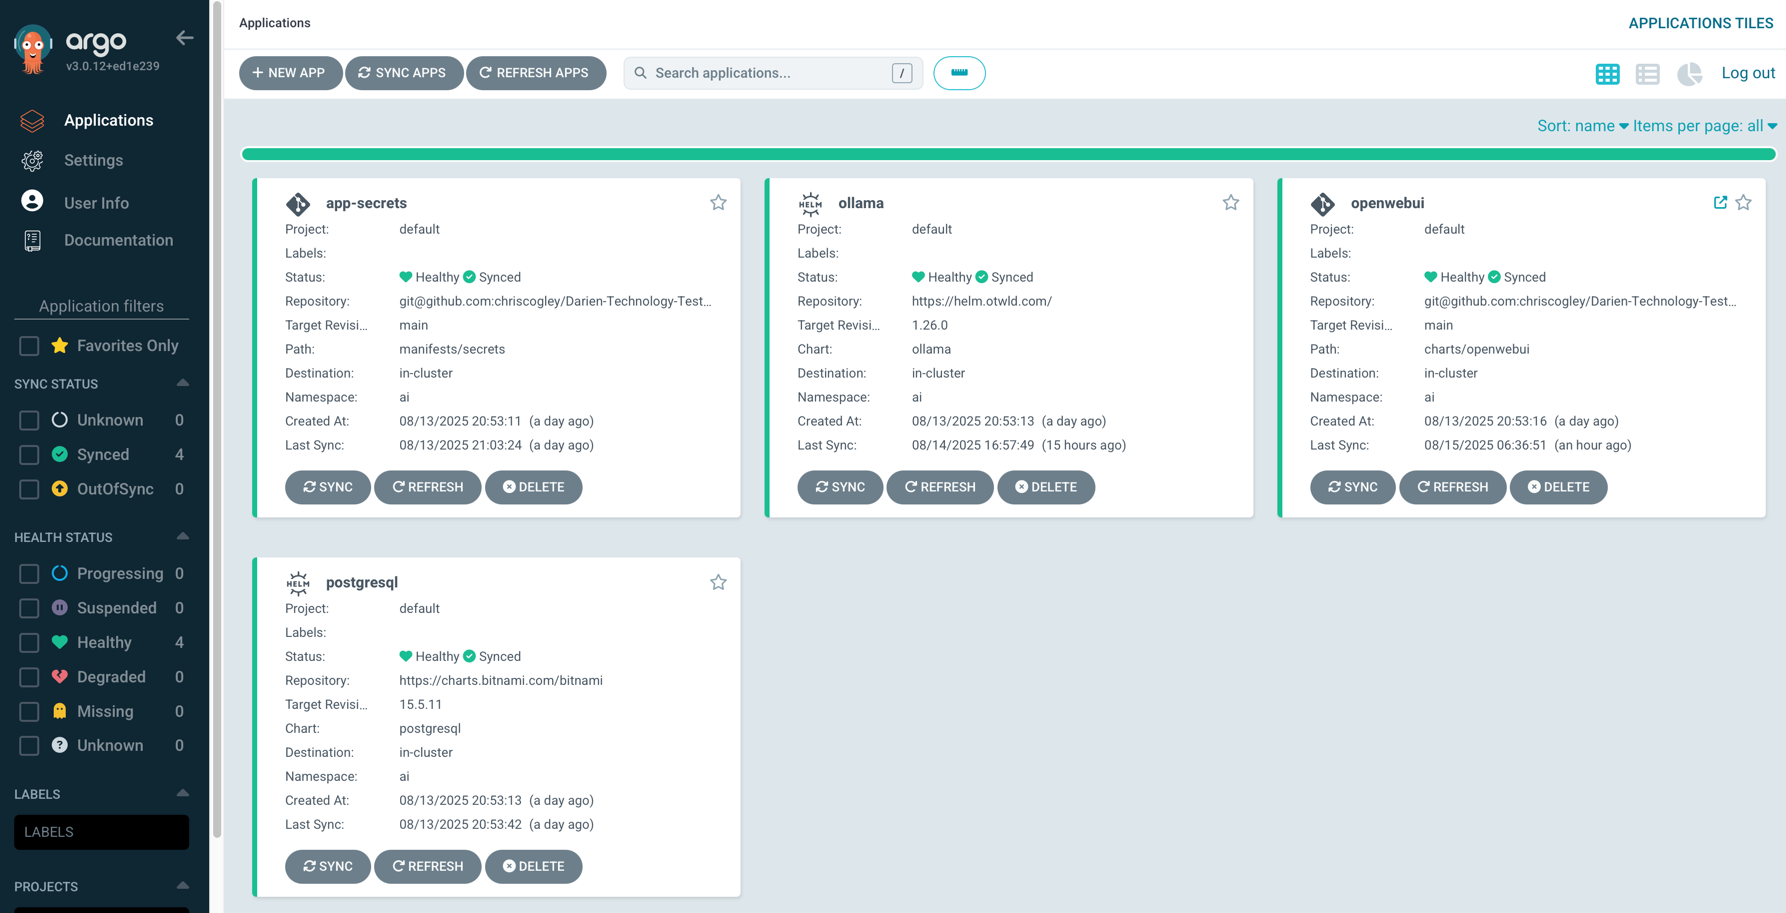 argo
v3.0.12+ed1e239
Applications
Settings
User Info
Documentation
Application filters
Favorites Only
SYNC STATUS
Unknown 0
Synced 4
OutOfSync 0
HEALTH STATUS
Progressing 0
Suspended 0
Healthy 4
Degraded 0
Missing 0
Unknown 0
LABELS
LABELS
PROJECTS
Applications
APPLICATIONS TILES
+ NEW APP
SYNC APPS
REFRESH APPS
Search applications...
/
Log out
Sort: name
Items per page: all
app-secrets
Project: default
Labels:
Status: Healthy Synced
Repository: git@github.com:chriscogley/Darien-Technology-Test...
Target Revisi... main
Path: manifests/secrets
Destination: in-cluster
Namespace: ai
Created At: 08/13/2025 20:53:11 (a day ago)
Last Sync: 08/13/2025 21:03:24 (a day ago)
SYNC
REFRESH
DELETE
HELM
ollama
Project: default
Labels:
Status: Healthy Synced
Repository: https://helm.otwld.com/
Target Revisi... 1.26.0
Chart: ollama
Destination: in-cluster
Namespace: ai
Created At: 08/13/2025 20:53:13 (a day ago)
Last Sync: 08/14/2025 16:57:49 (15 hours ago)
SYNC
REFRESH
DELETE
openwebui
Project: default
Labels:
Status: Healthy Synced
Repository: git@github.com:chriscogley/Darien-Technology-Test...
Target Revisi... main
Path: charts/openwebui
Destination: in-cluster
Namespace: ai
Created At: 08/13/2025 20:53:16 (a day ago)
Last Sync: 08/15/2025 06:36:51 (an hour ago)
SYNC
REFRESH
DELETE
HELM
postgresql
Project: default
Labels:
Status: Healthy Synced
Repository: https://charts.bitnami.com/bitnami
Target Revisi... 15.5.11
Chart: postgresql
Destination: in-cluster
Namespace: ai
Created At: 08/13/2025 20:53:13 (a day ago)
Last Sync: 08/13/2025 20:53:42 (a day ago)
SYNC
REFRESH
DELETE